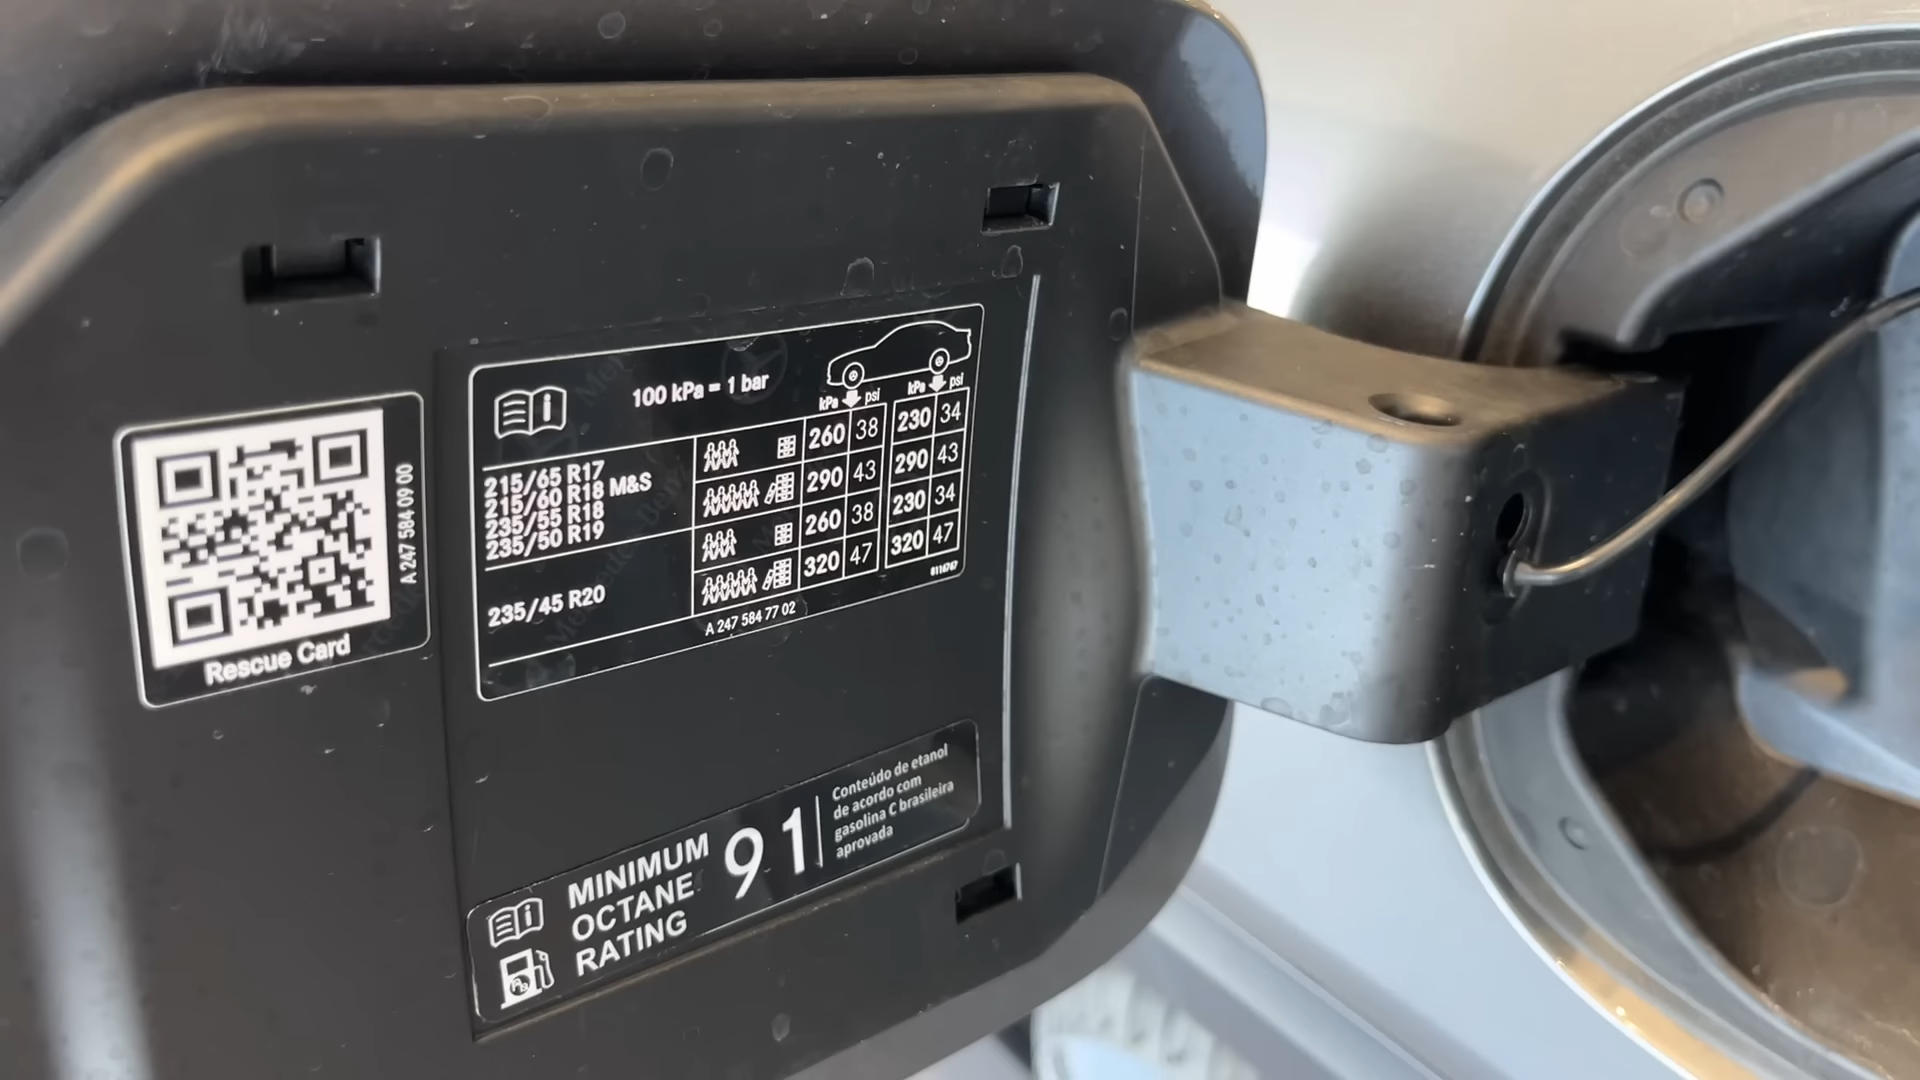 Rescue Card
A 247 584 09 00
100 kPa = 1 bar
kPa psi kPa psi
215/65 R17
215/60 R18 M&S
235/55 R18
235/50 R19
260 38 230 34
290 43 290 43
235/45 R20
260 38 230 34
320 47 320 47
A 247 584 77 02
MINIMUM
OCTANE
RATING
91
Conteúdo de etanol
de acordo com
gasolina C brasileira
aprovada